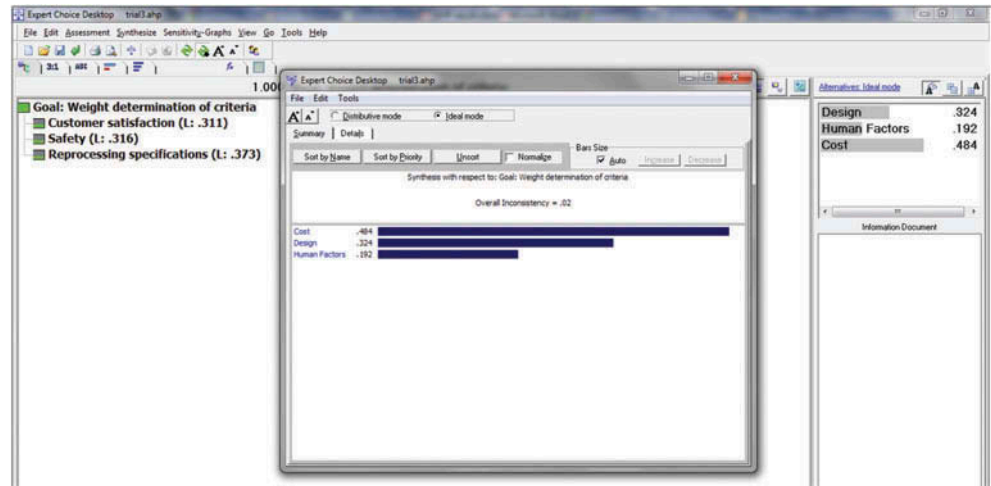 Expert Choice Desktop trial3.ahp
File Edit Assessment Synthesize Sensitivity-Graphs View Go Tools Help
3:1 ABC
1.00
Goal: Weight determination of criteria
Customer satisfaction (L: .311)
Safety (L: .316)
Reprocessing specifications (L: .373)
Expert Choice Desktop trial3.ahp
File Edit Tools
Distributive mode Ideal mode
Summary Details
Sort by Name Sort by Priority Unsort Normalize
Bars Size
Auto Increase Decrease
Synthesis with respect to: Goal: Weight determination of criteria
Overall Inconsistency = .02
Cost .484
Design .324
Human Factors .192
Alternatives: Ideal mode
Design .324
Human Factors .192
Cost .484
Information Document